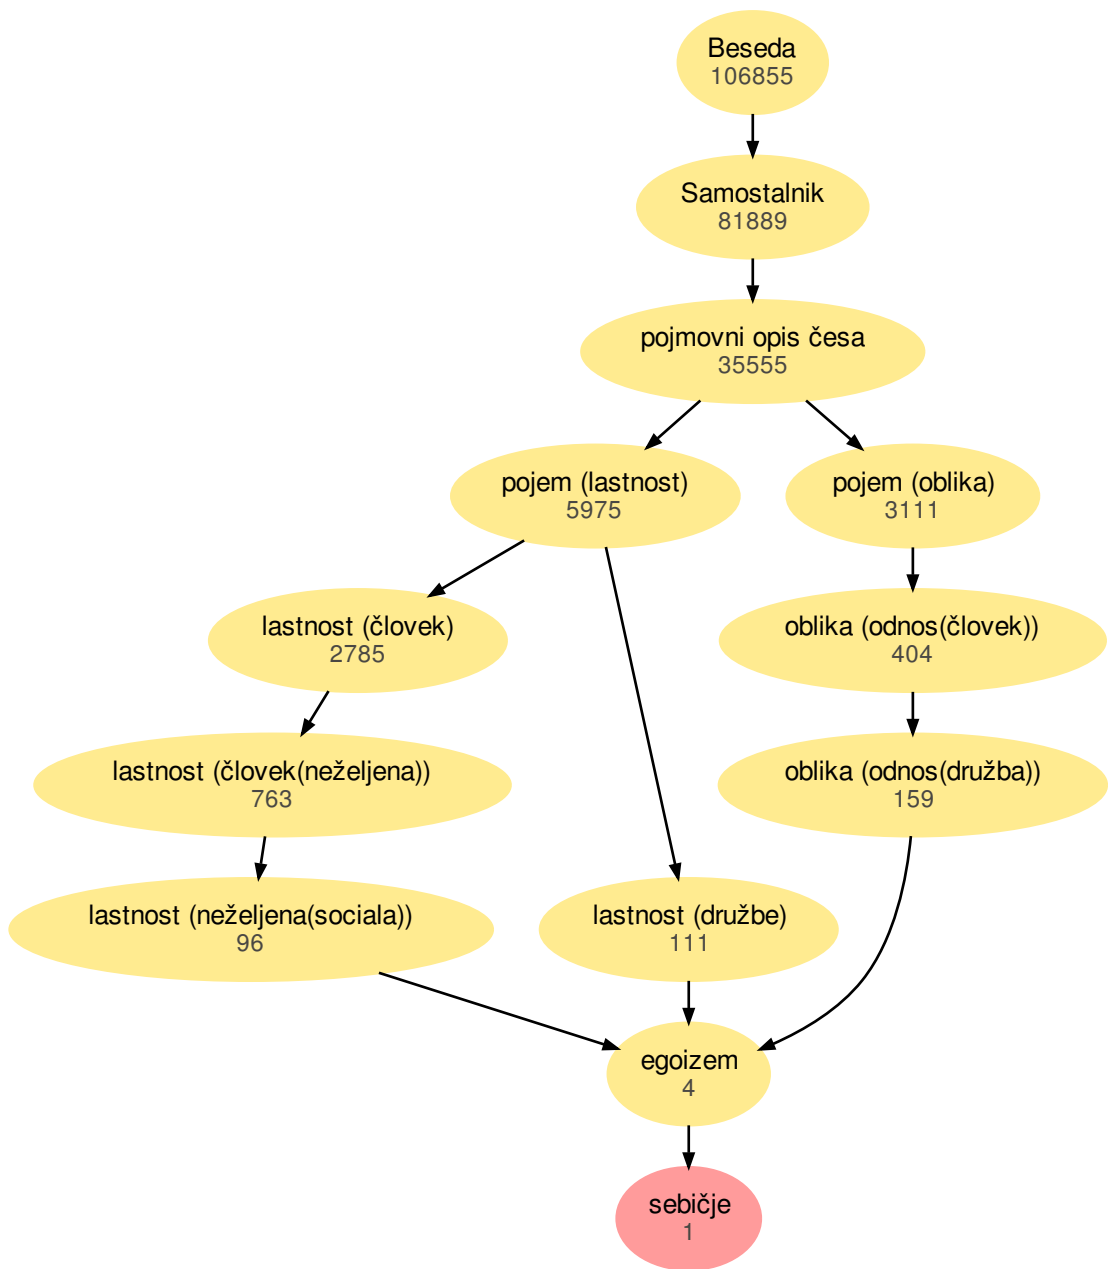 Beseda
106855
Samostalnik
81889
pojmovni opis česa
35555
pojem (lastnost)
5975
pojem (oblika)
3111
lastnost (človek)
2785
oblika (odnos(človek))
404
lastnost (človek(neželjena))
763
oblika (odnos(družba))
159
lastnost (neželjena(sociala))
96
lastnost (družbe)
111
egoizem
4
sebičje
1